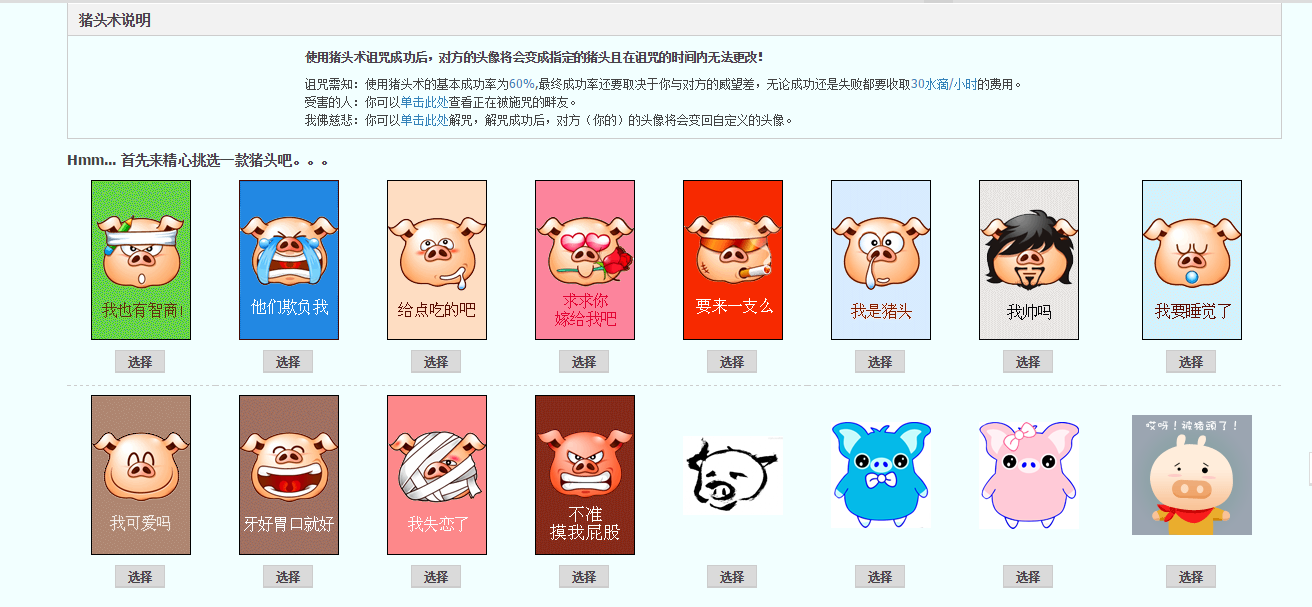 猪头术说明
使用猪头术诅咒成功后，对方的头像将会变成指定的猪头且在诅咒的时间内无法更改！
诅咒需知：使用猪头术的基本成功率为60%,最终成功率还要取决于你与对方的威望差，无论成功还是失败都要收取30水滴/小时的费用。
受害的人：你可以单击此处查看正在被施咒的畔友。
我佛慈悲：你可以单击此处解咒，解咒成功后，对方（你的）的头像将会变回自定义的头像。
Hmm... 首先来精心挑选一款猪头吧。。。
我也有智商!
他们欺负我
给点吃的吧
求求你
嫁给我吧
要来一支么
我是猪头
我帅吗
我要睡觉了
选择
选择
选择
选择
选择
选择
选择
选择
我可爱吗
牙好胃口就好
我失恋了
不准
摸我屁股
哎呀！被猪頭了！
选择
选择
选择
选择
选择
选择
选择
选择